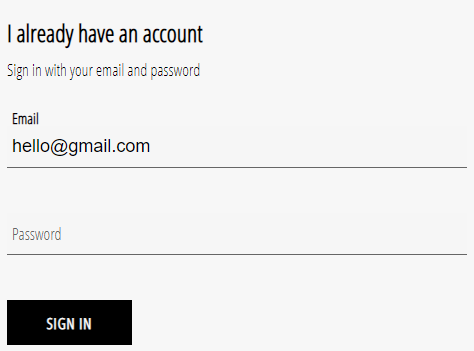 I already have an account
Sign in with your email and password
Email
hello@gmail.com
Password
SIGN IN